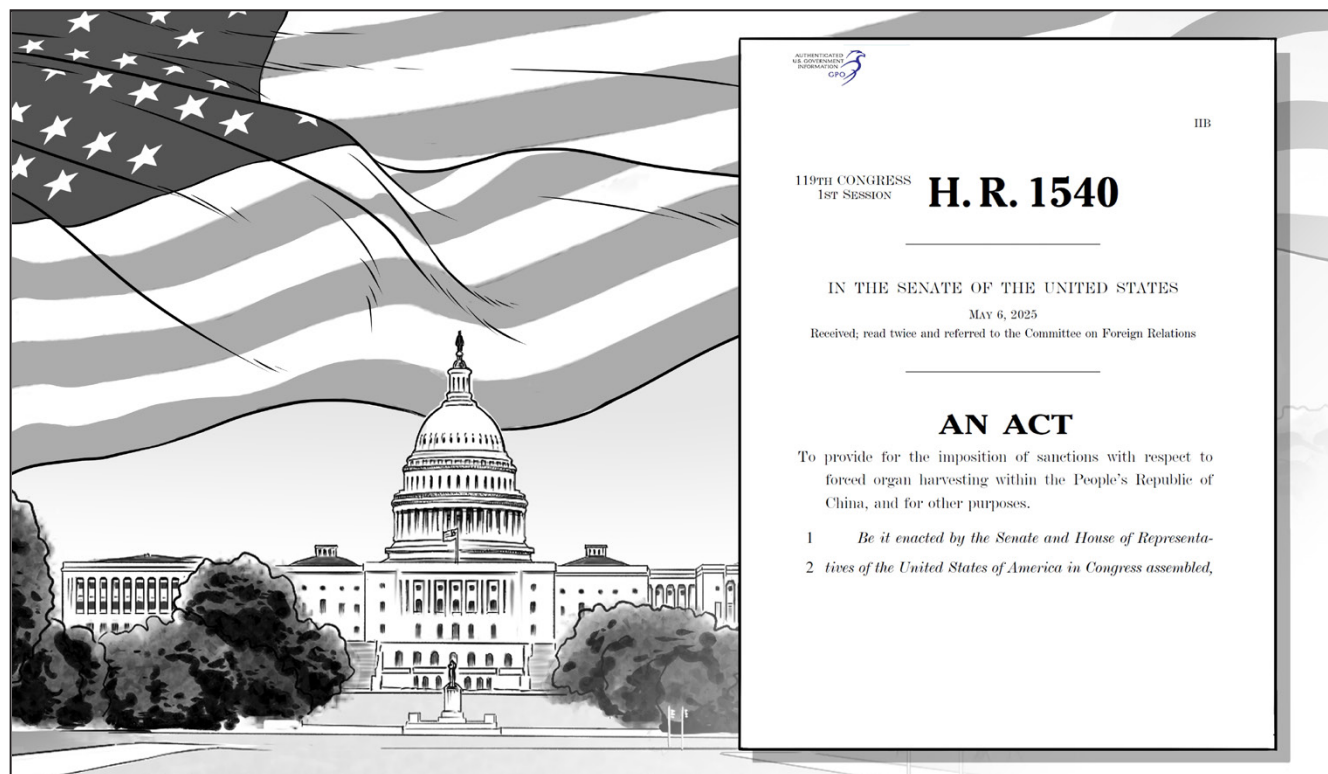 AUTHENTICATED
U.S. GOVERNMENT
INFORMATION
GPO
IIB
119TH CONGRESS
1ST SESSION
H. R. 1540
IN THE SENATE OF THE UNITED STATES
MAY 6, 2025
Received; read twice and referred to the Committee on Foreign Relations
AN ACT
To provide for the imposition of sanctions with respect to
forced organ harvesting within the People's Republic of
China, and for other purposes.
1 Be it enacted by the Senate and House of Representa-
2 tives of the United States of America in Congress assembled,